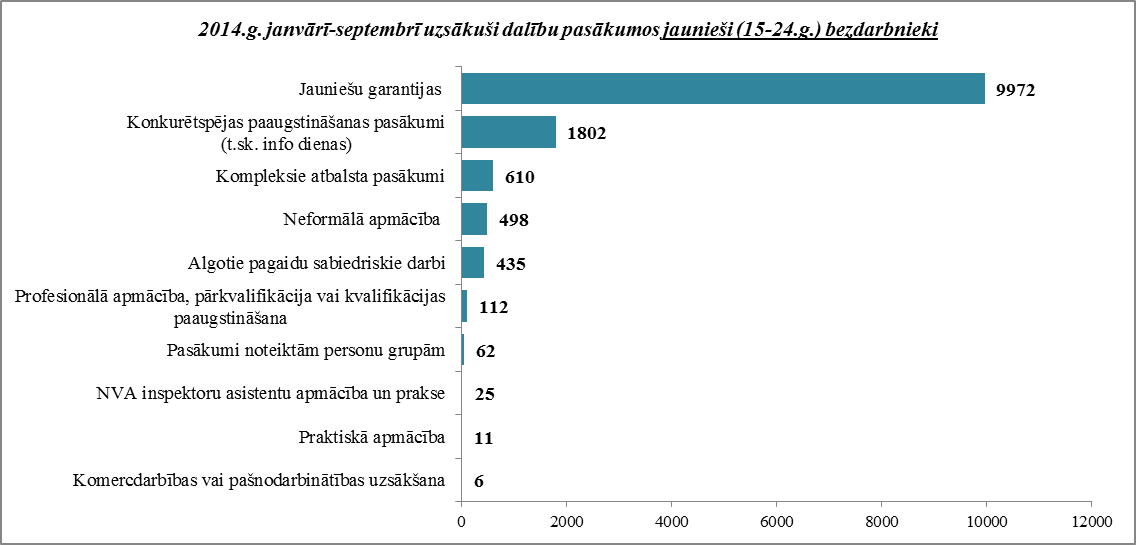 2014.g. janvārī-septembrī uzsākuši dalību pasākumos jaunieši (15-24.g.) bezdarbnieki
Jauniešu garantijas 9972
Konkurētspējas paaugstināšanas pasākumi
(t.sk. info dienas) 1802
Kompleksie atbalsta pasākumi 610
Neformālā apmācība 498
Algotie pagaidu sabiedriskie darbi 435
Profesionālā apmācība, pārkvalifikācija vai kvalifikācijas
paaugstināšana 112
Pasākumi noteiktām personu grupām 62
NVA inspektoru asistentu apmācība un prakse 25
Praktiskā apmācība 11
Komercdarbības vai pašnodarbinātības uzsākšana 6
0 2000 4000 6000 8000 10000 12000